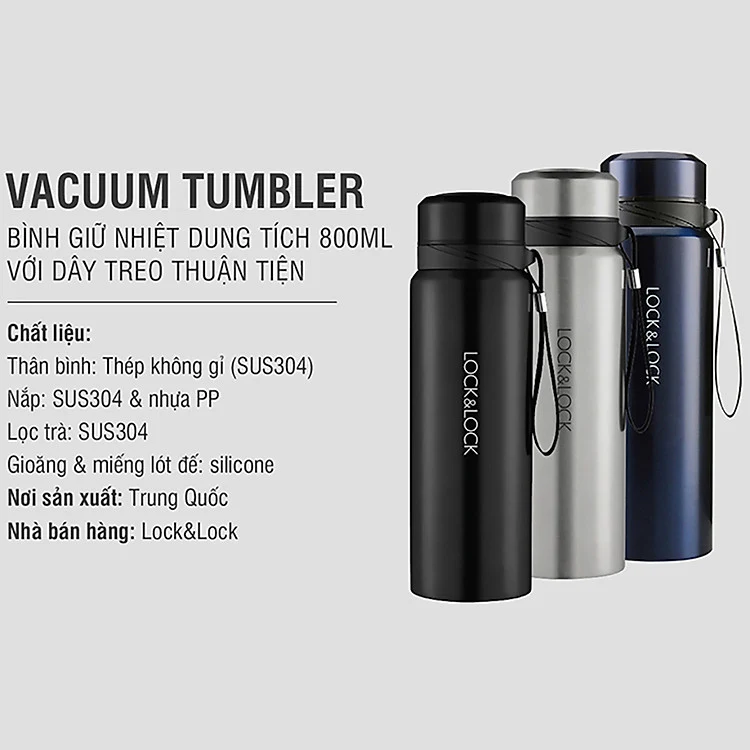 VACUUM TUMBLER
BÌNH GIỮ NHIỆT DUNG TÍCH 800ML
VỚI DÂY TREO THUẬN TIỆN
Chất liệu:
Thân bình: Thép không gỉ (SUS304)
Nắp: SUS304 & nhựa PP
Lọc trà: SUS304
Gioăng & miếng lót đế: silicone
Nơi sản xuất: Trung Quốc
Nhà bán hàng: Lock&Lock
LOCK&LOCK
LOCK&LOCK
LOCK&LOCK